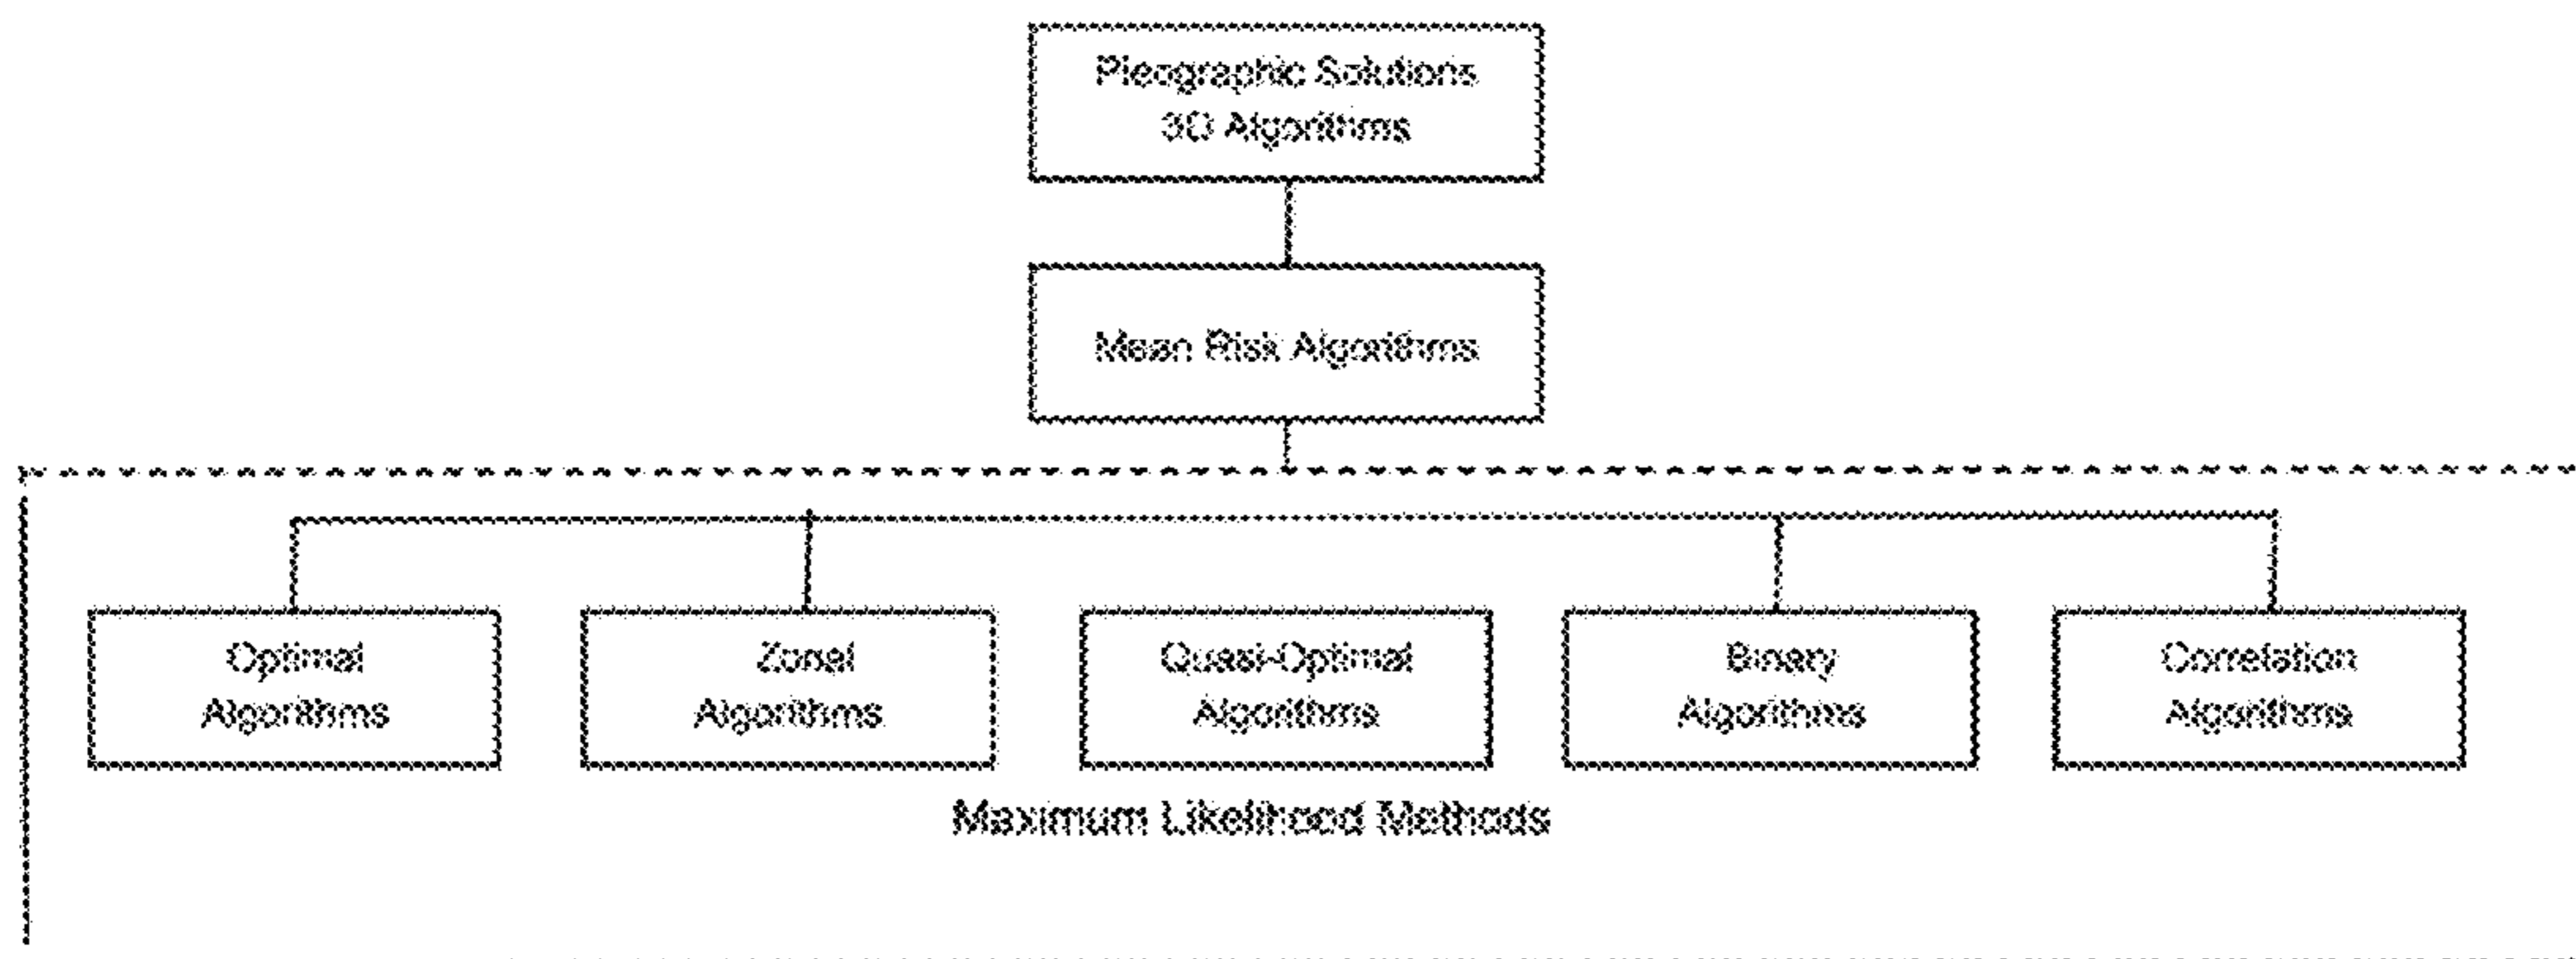 Pleographic Solutions
3D Algorithms
Mean Risk Algorithms
Optimal
Algorithms
Zonal
Algorithms
Quasi-Optimal
Algorithms
Binary
Algorithms
Correlation
Algorithms
Maximum Likelihood Methods